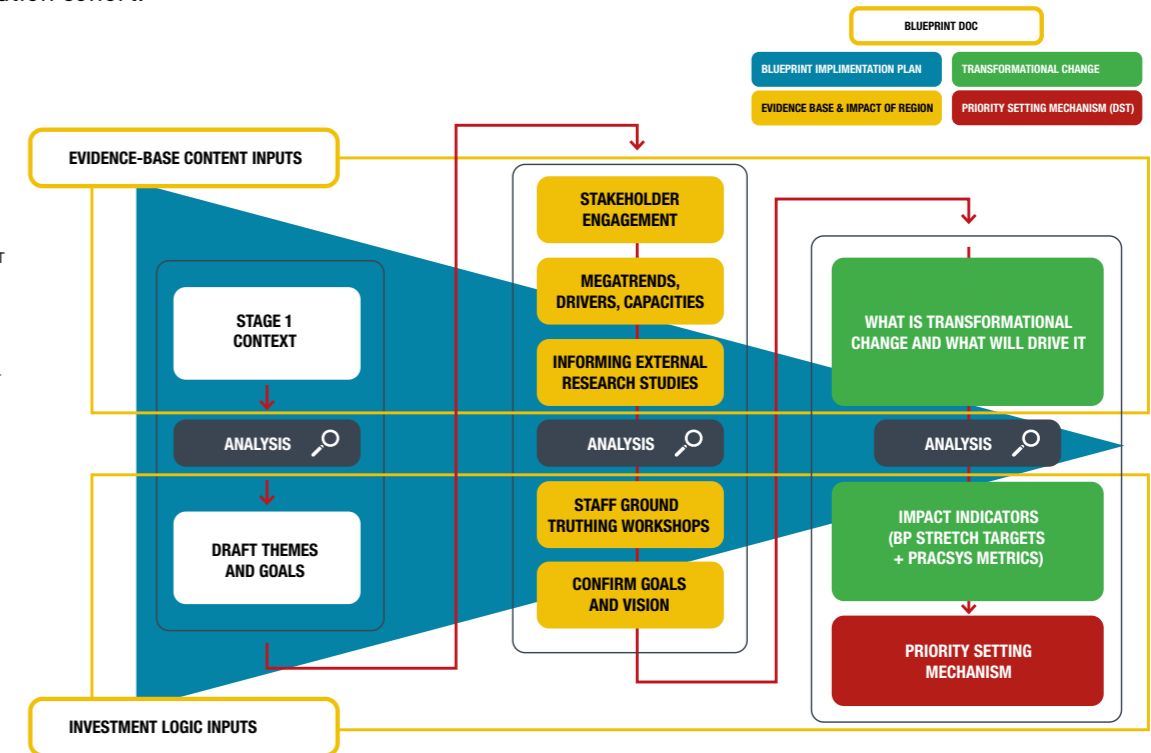 BLUEPRINT DOC
BLUEPRINT IMPLIMENTATION PLAN
TRANSFORMATIONAL CHANGE
EVIDENCE BASE & IMPACT OF REGION
PRIORITY SETTING MECHANISM (DST)
EVIDENCE-BASE CONTENT INPUTS
STAGE 1
CONTEXT
ANALYSIS
DRAFT THEMES
AND GOALS
STAKEHOLDER
ENGAGEMENT
MEGATRENDS,
DRIVERS, CAPACITIES
INFORMING EXTERNAL
RESEARCH STUDIES
ANALYSIS
STAFF GROUND
TRUTHING WORKSHOPS
CONFIRM GOALS
AND VISION
WHAT IS TRANSFORMATIONAL
CHANGE AND WHAT WILL DRIVE IT
ANALYSIS
IMPACT INDICATORS
(BP STRETCH TARGETS
+ PRACSYS METRICS)
PRIORITY SETTING
MECHANISM
INVESTMENT LOGIC INPUTS